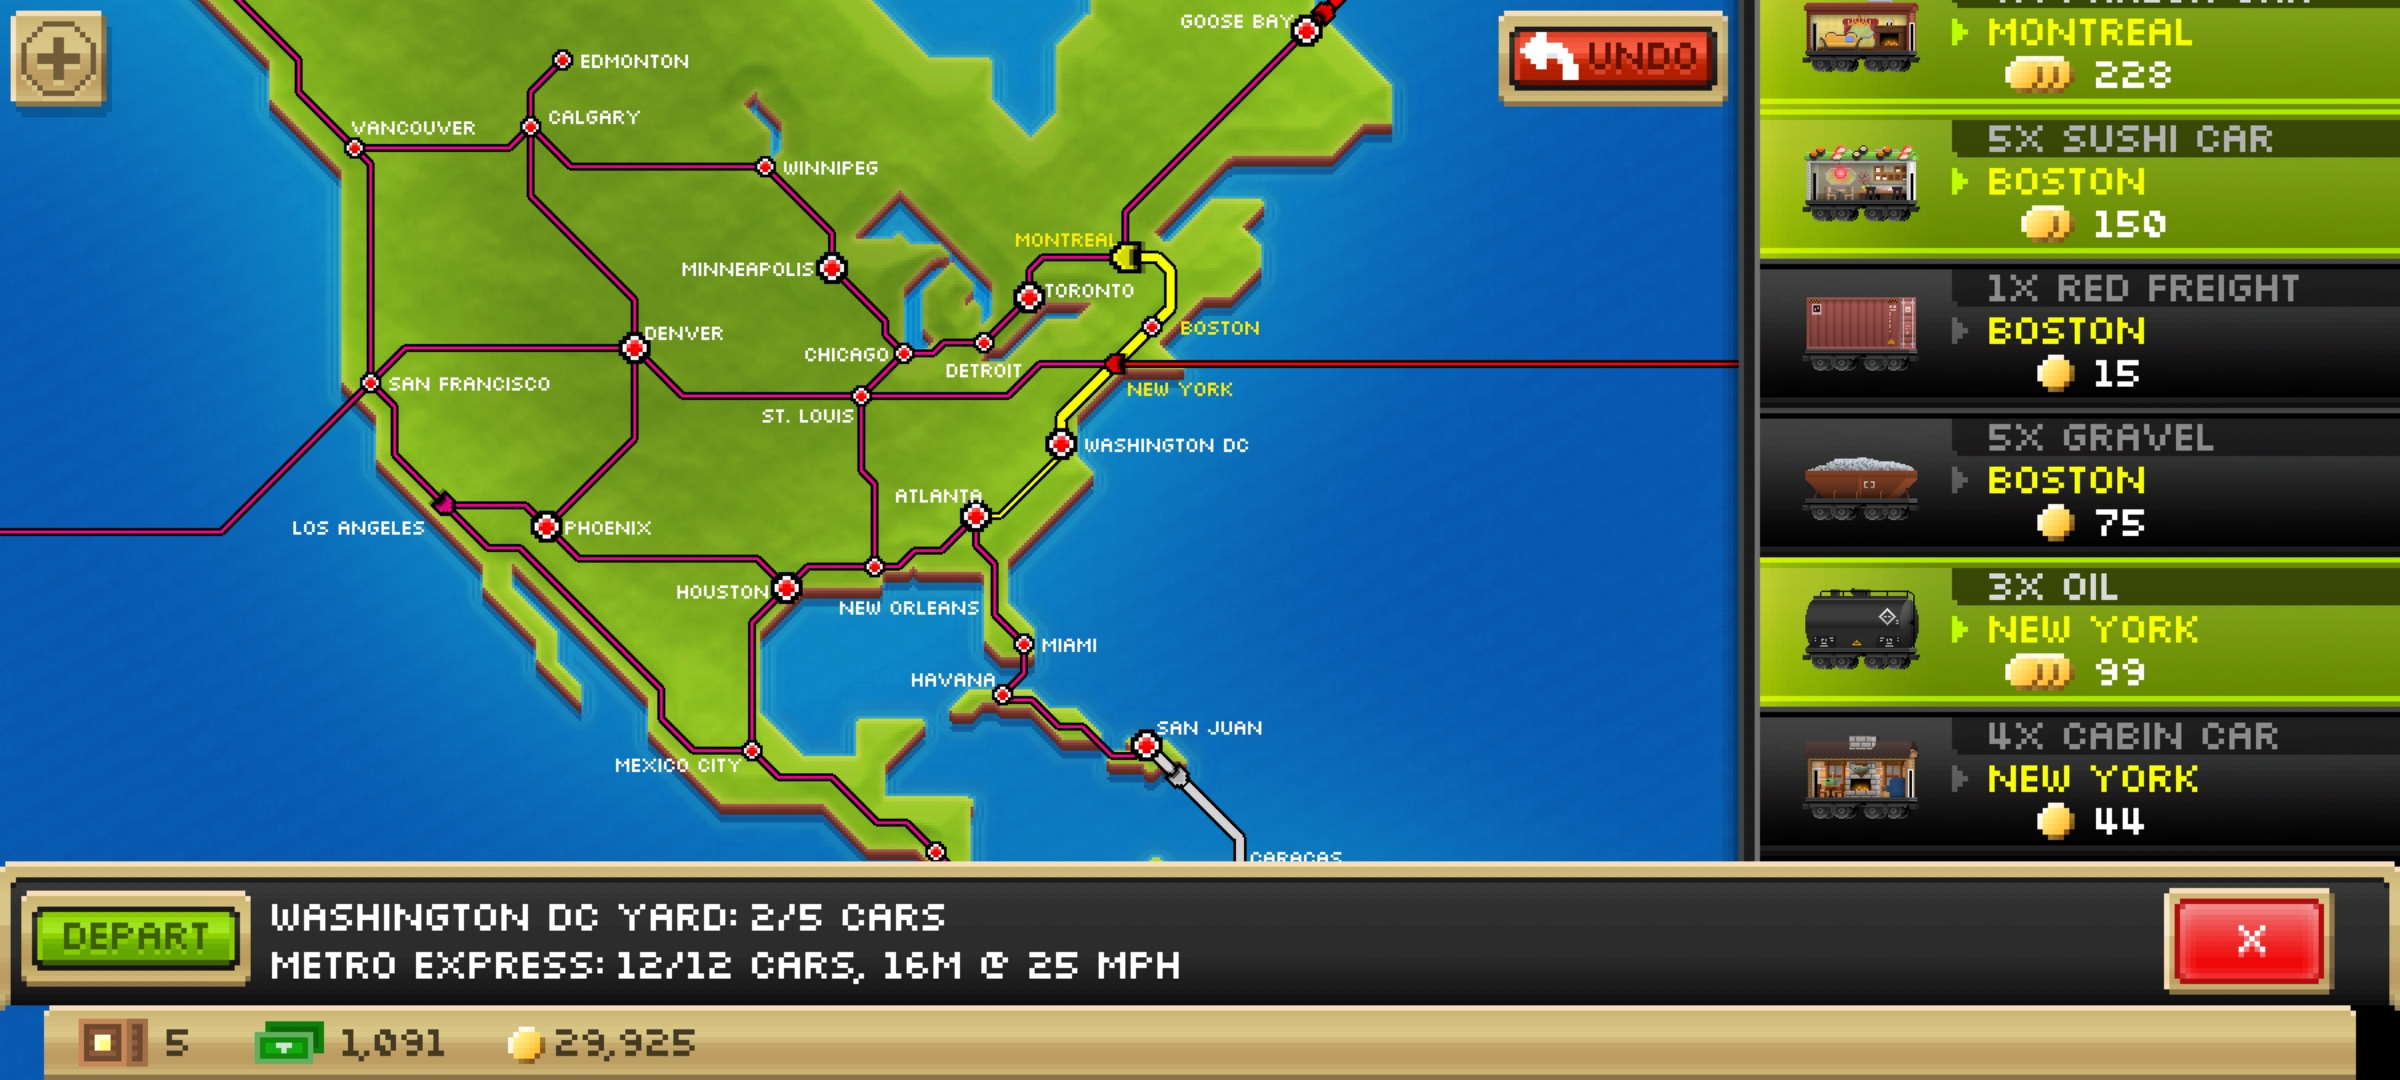 GOOSE BAY
EDMONTON
CALGARY
VANCOUVER
WINNIPEG
MINNEAPOLIS
MONTREAL
TORONTO
DENVER
BOSTON
CHICAGO
DETROIT
NEW YORK
SAN FRANCISCO
ST. LOUIS
WASHINGTON DC
ATLANTA
LOS ANGELES
PHOENIX
HOUSTON
NEW ORLEANS
MIAMI
HAVANA
SAN JUAN
MEXICO CITY
CARACAS
UNDO
MONTREAL
228
5X SUSHI CAR
BOSTON
150
1X RED FREIGHT
BOSTON
15
5X GRAVEL
BOSTON
75
3X OIL
NEW YORK
99
4X CABIN CAR
NEW YORK
44
DEPART
WASHINGTON DC YARD: 2/5 CARS
METRO EXPRESS: 12/12 CARS, 16M @ 25 MPH
X
5
1,091
29,925